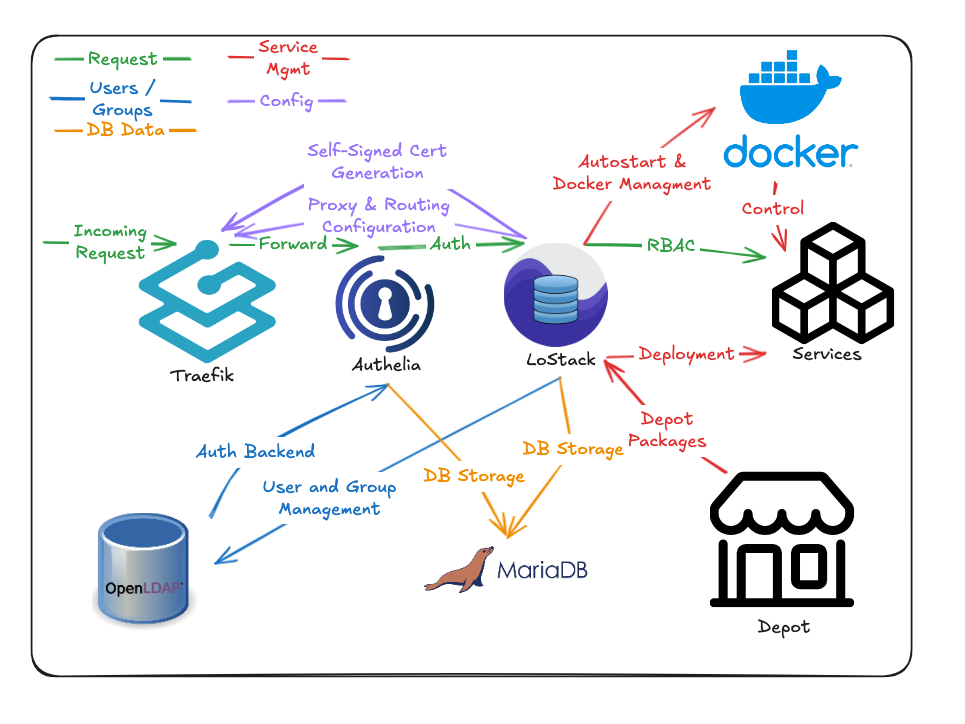 Request
Service
Mgmt
Users /
Groups
Config
DB Data
docker
Self-Signed Cert
Generation
Autostart &
Docker Managment
Control
Proxy & Routing
Configuration
Incoming
Request
Forward
Auth
RBAC
Traefik
Authelia
LoStack
Deployment
Services
Depot
Packages
Auth Backend
DB Storage
DB Storage
User and Group
Management
OpenLDAP
MariaDB
Depot